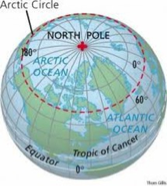 Arctic Circle
NORTH POLE
180°
0°
ARCTIC
OCEAN
60°
ATLANTIC
OCEAN
Tropic of Cancer
Equator
0°